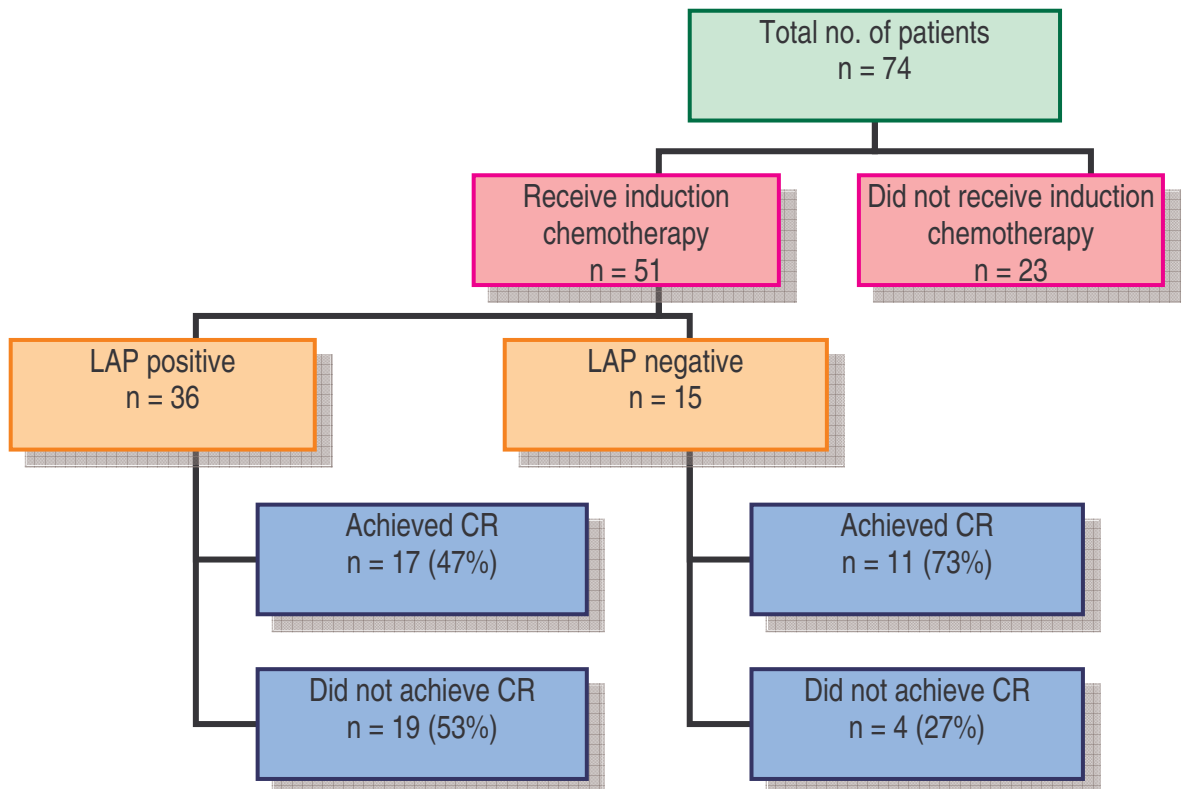 Total no. of patients
n = 74
Receive induction
chemotherapy
n = 51
Did not receive induction
chemotherapy
n = 23
LAP positive
n = 36
LAP negative
n = 15
Achieved CR
n = 17 (47%)
Did not achieve CR
n = 19 (53%)
Achieved CR
n = 11 (73%)
Did not achieve CR
n = 4 (27%)